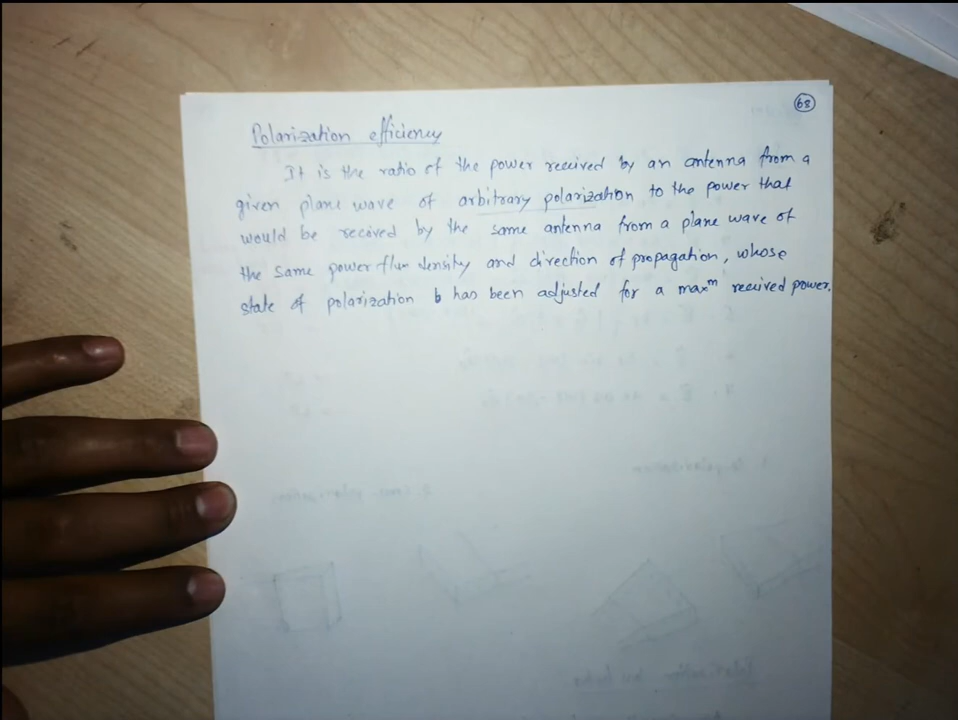 68
Polarization efficiency
It is the ratio of the power received by an antenna from a
given plane wave of arbitrary polarization to the power that
would be recived by the same antenna from a plane wave of
the same power flux density and direction of propagation, whose
state of polarization has been adjusted for a maxᵐ received power.